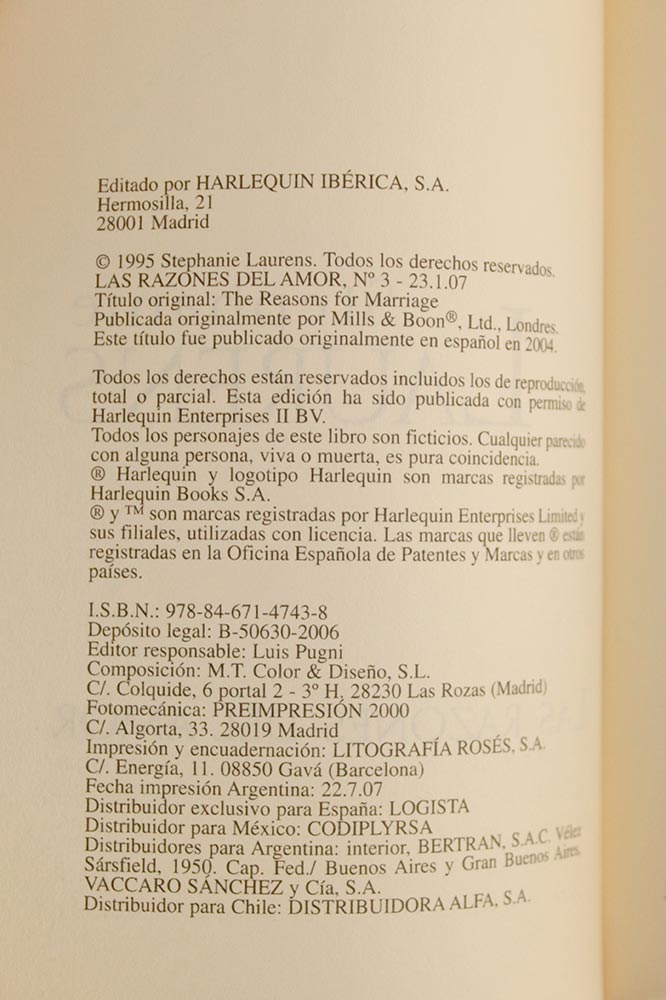 Editado por HARLEQUIN IBÉRICA, S.A.
Hermosilla, 21
28001 Madrid
© 1995 Stephanie Laurens. Todos los derechos reservados.
LAS RAZONES DEL AMOR, Nº 3 - 23.1.07
Título original: The Reasons for Marriage
Publicada originalmente por Mills & Boon®, Ltd., Londres.
Este título fue publicado originalmente en español en 2004.
Todos los derechos están reservados incluidos los de reproducción,
total o parcial. Esta edición ha sido publicada con permiso de
Harlequin Enterprises II BV.
Todos los personajes de este libro son ficticios. Cualquier parecido
con alguna persona, viva o muerta, es pura coincidencia.
® Harlequin y logotipo Harlequin son marcas registradas por
Harlequin Books S.A.
® y ™ son marcas registradas por Harlequin Enterprises Limited y
sus filiales, utilizadas con licencia. Las marcas que lleven ® están
registradas en la Oficina Española de Patentes y Marcas y en otros
países.
I.S.B.N.: 978-84-671-4743-8
Depósito legal: B-50630-2006
Editor responsable: Luis Pugni
Composición: M.T. Color & Diseño, S.L.
C/. Colquide, 6 portal 2 - 3º H, 28230 Las Rozas (Madrid)
Fotomecánica: PREIMPRESIÓN 2000
C/. Algorta, 33. 28019 Madrid
Impresión y encuadernación: LITOGRAFÍA ROSÉS, S.A.
C/. Energía, 11. 08850 Gavá (Barcelona)
Fecha impresión Argentina: 22.7.07
Distribuidor exclusivo para España: LOGISTA
Distribuidor para México: CODIPLYRSA
Distribuidores para Argentina: interior, BERTRAN, S.A.C. Vélez
Sársfield, 1950. Cap. Fed./ Buenos Aires y Gran Buenos Aires,
VACCARO SÁNCHEZ y Cía, S.A.
Distribuidor para Chile: DISTRIBUIDORA ALFA, S.A.